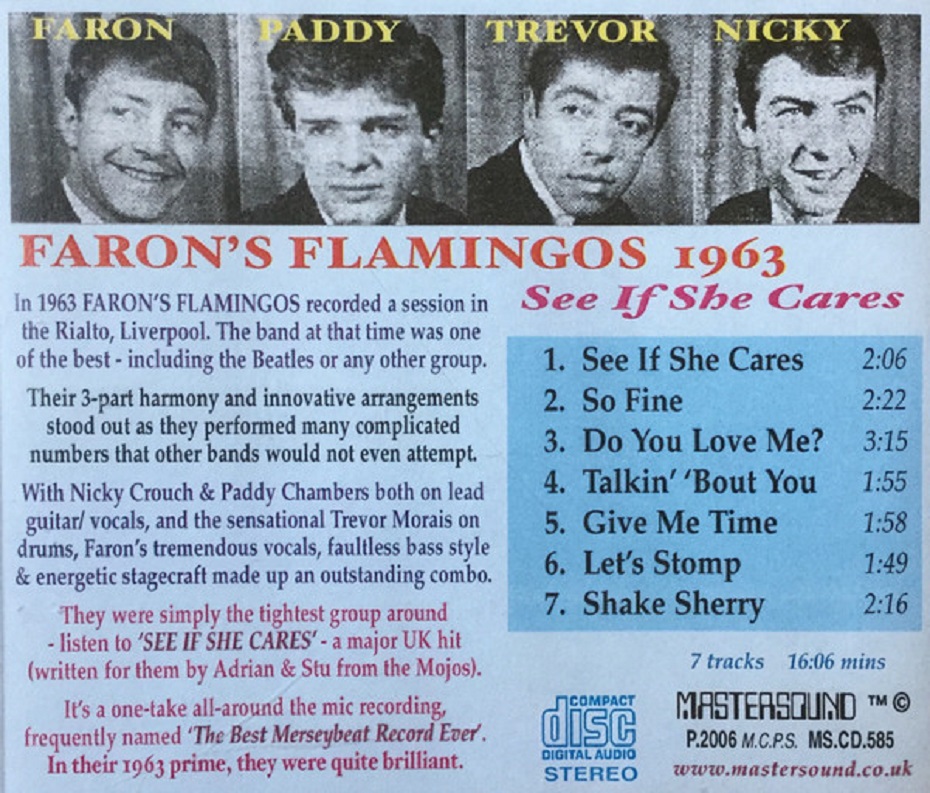 FARON PADDY TREVOR NICKY
FARON'S FLAMINGOS 1963
In 1963 FARON'S FLAMINGOS recorded a session in
the Rialto, Liverpool. The band at that time was one
of the best - including the Beatles or any other group.
Their 3-part harmony and innovative arrangements
stood out as they performed many complicated
numbers that other bands would not even attempt.
With Nicky Crouch & Paddy Chambers both on lead
guitar/ vocals, and the sensational Trevor Morais on
drums, Faron's tremendous vocals, faultless bass style
& energetic stagecraft made up an outstanding combo.
They were simply the tightest group around
- listen to 'SEE IF SHE CARES' - a major UK hit
(written for them by Adrian & Stu from the Mojos).
It's a one-take all-around the mic recording,
frequently named 'The Best Merseybeat Record Ever'.
In their 1963 prime, they were quite brilliant.
See If She Cares
1. See If She Cares 2:06
2. So Fine 2:22
3. Do You Love Me? 3:15
4. Talkin' 'Bout You 1:55
5. Give Me Time 1:58
6. Let's Stomp 1:49
7. Shake Sherry 2:16
7 tracks 16:06 mins
COMPACT
disc
DIGITAL AUDIO
STEREO
MASTERSOUND ™ ©
P.2006 M.C.P.S. MS.CD.585
www.mastersound.co.uk